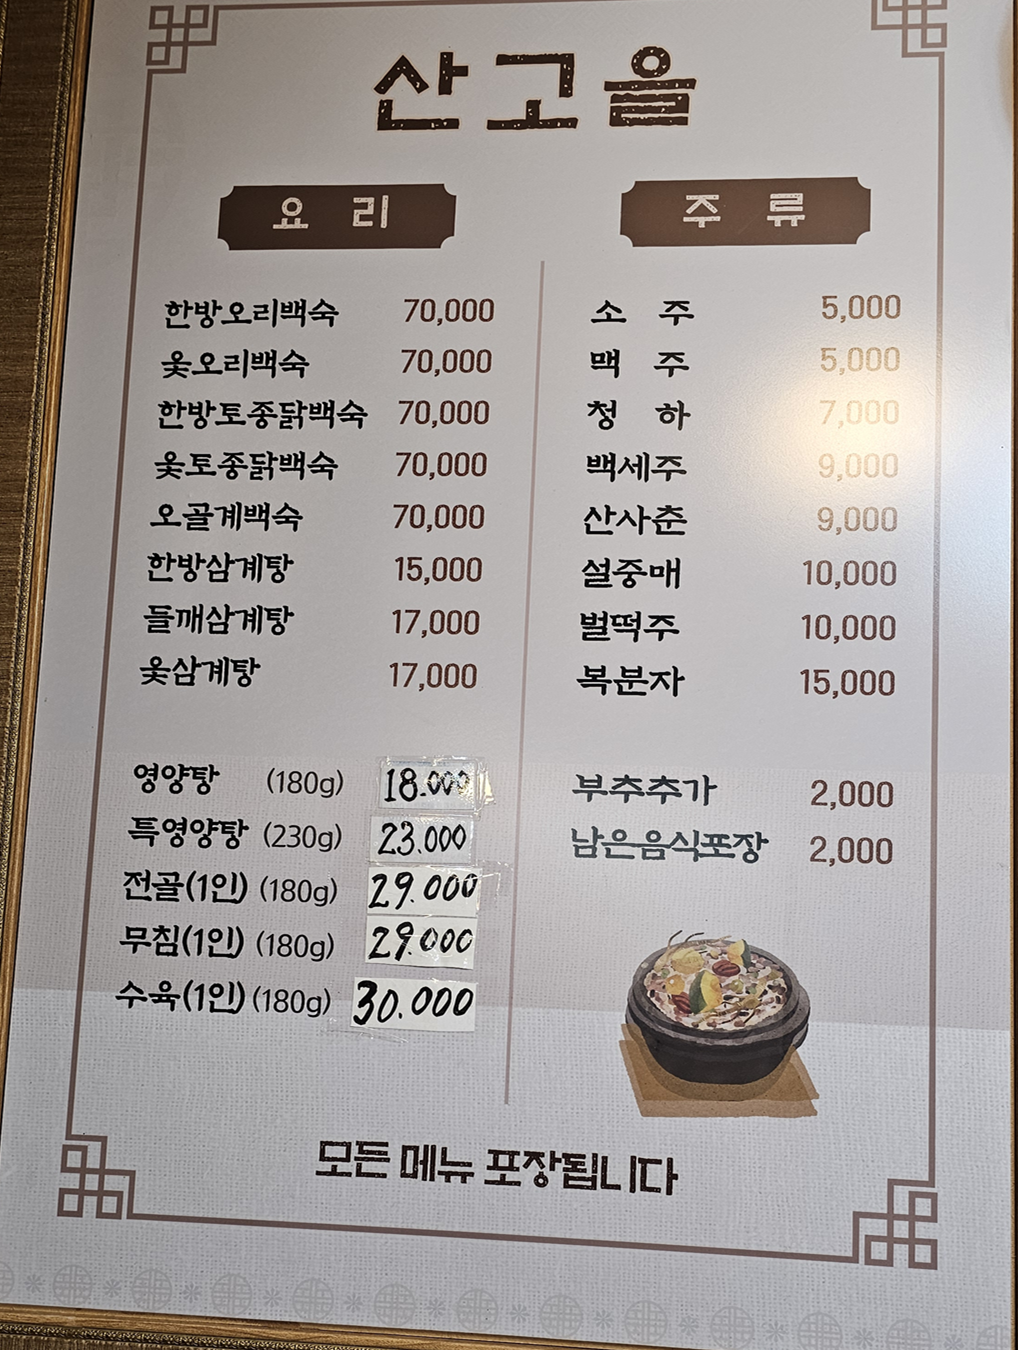 산고을
요 리
한방오리백숙 70,000
옻오리백숙 70,000
한방토종닭백숙 70,000
옻토종닭백숙 70,000
오골계백숙 70,000
한방삼계탕 15,000
들깨삼계탕 17,000
옻삼계탕 17,000
영양탕 (180g) 18.000
특영양탕 (230g) 23.000
전골(1인) (180g) 29.000
무침(1인) (180g) 29.000
수육(1인) (180g) 30.000
주 류
소 주 5,000
맥 주 5,000
청 하 7,000
백세주 9,000
산사춘 9,000
설중매 10,000
벌떡주 10,000
복분자 15,000
부추추가 2,000
남은음식포장 2,000
모든 메뉴 포장됩니다